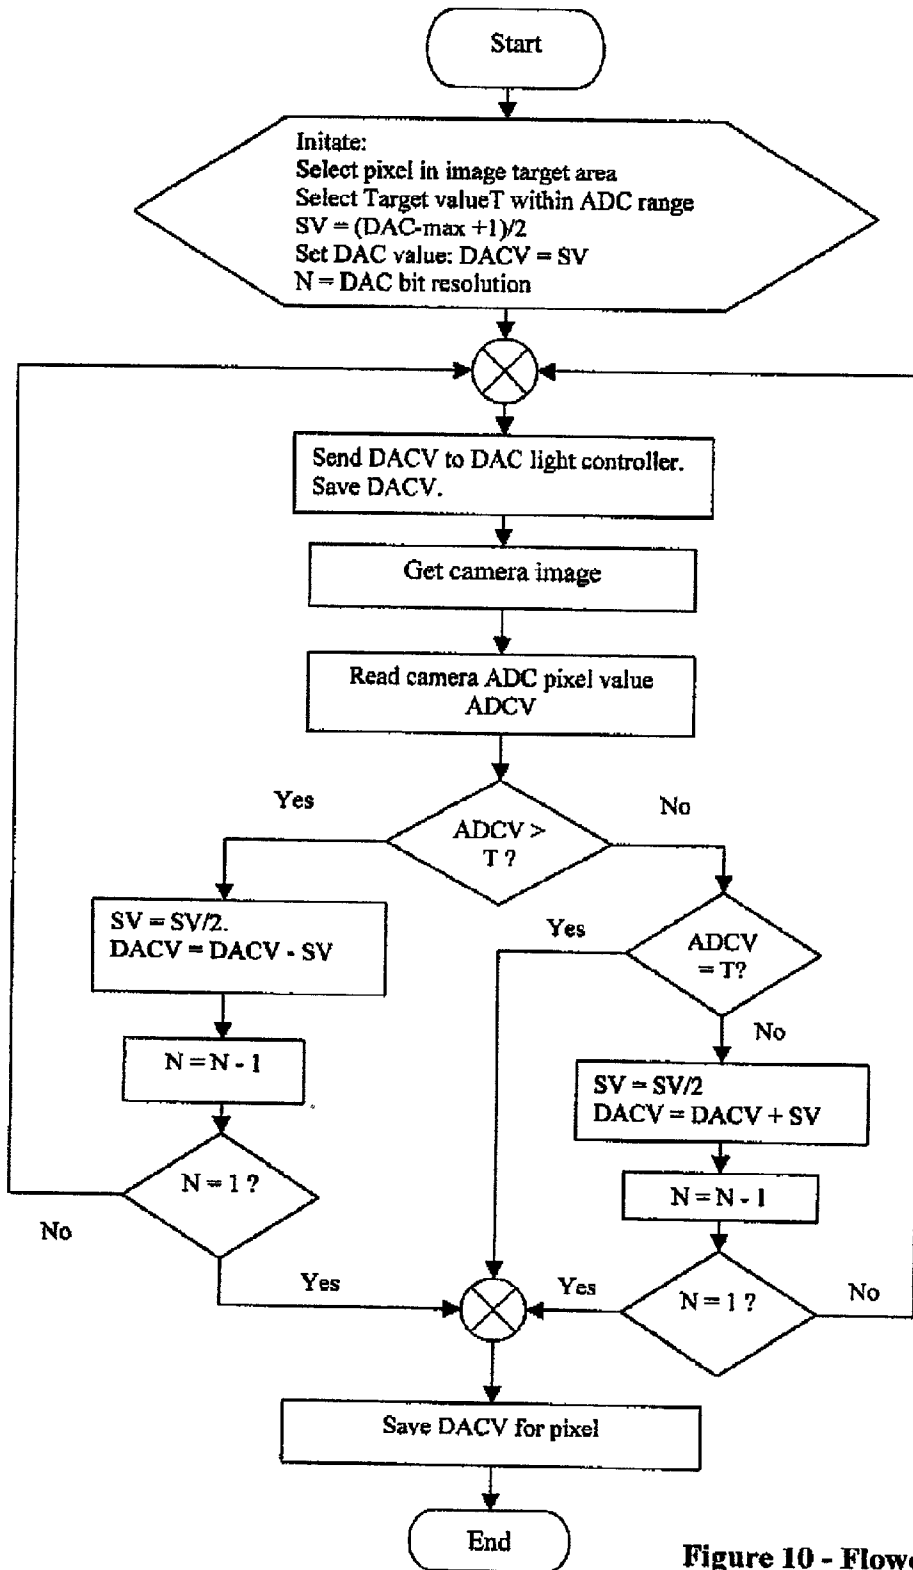 Start
Initate:
Select pixel in image target area
Select Target valueT within ADC range
SV = (DAC-max +1)/2
Set DAC value: DACV = SV
N = DAC bit resolution
Send DACV to DAC light controller.
Save DACV.
Get camera image
Read camera ADC pixel value
ADCV
Yes
No
ADCV >
T ?
SV = SV/2.
DACV = DACV - SV
Yes
ADCV
= T?
No
N = N - 1
SV = SV/2
DACV = DACV + SV
N = 1 ?
N = N - 1
No
Yes
Yes
N = 1 ?
No
Save DACV for pixel
End
Figure 10 - Flow